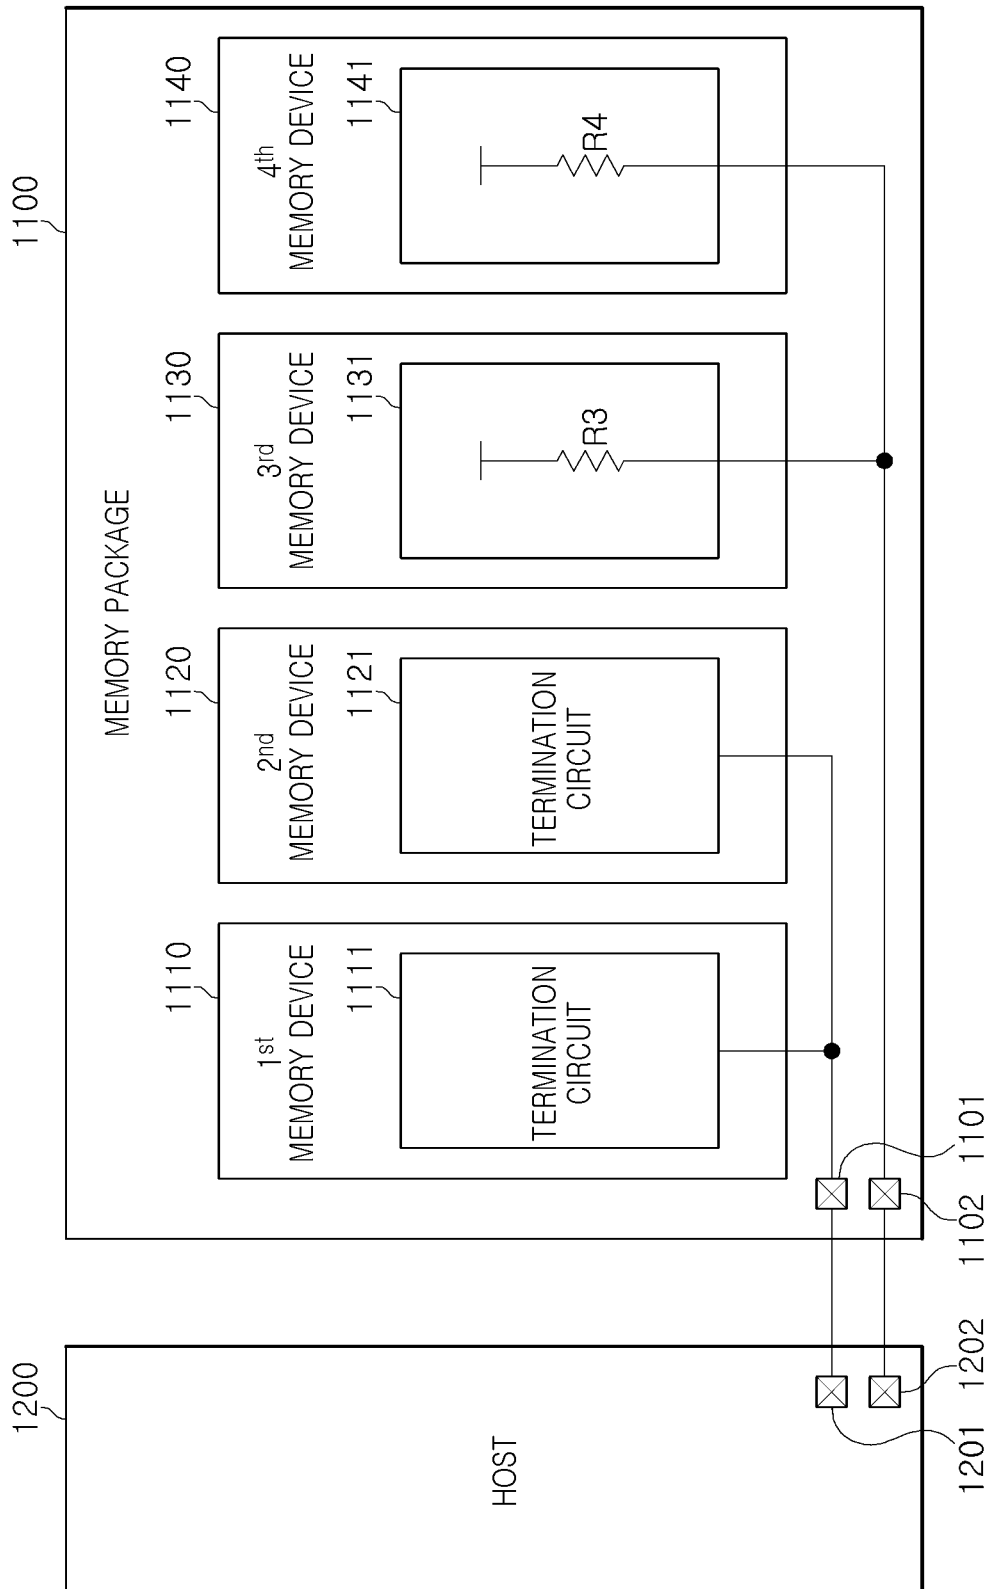 1100
MEMORY PACKAGE
1200
HOST
1201
1202
1101
1102
1110
1st
MEMORY DEVICE
1111
TERMINATION
CIRCUIT
1120
2nd
MEMORY DEVICE
1121
TERMINATION
CIRCUIT
1130
3rd
MEMORY DEVICE
1131
R3
1140
4th
MEMORY DEVICE
1141
R4